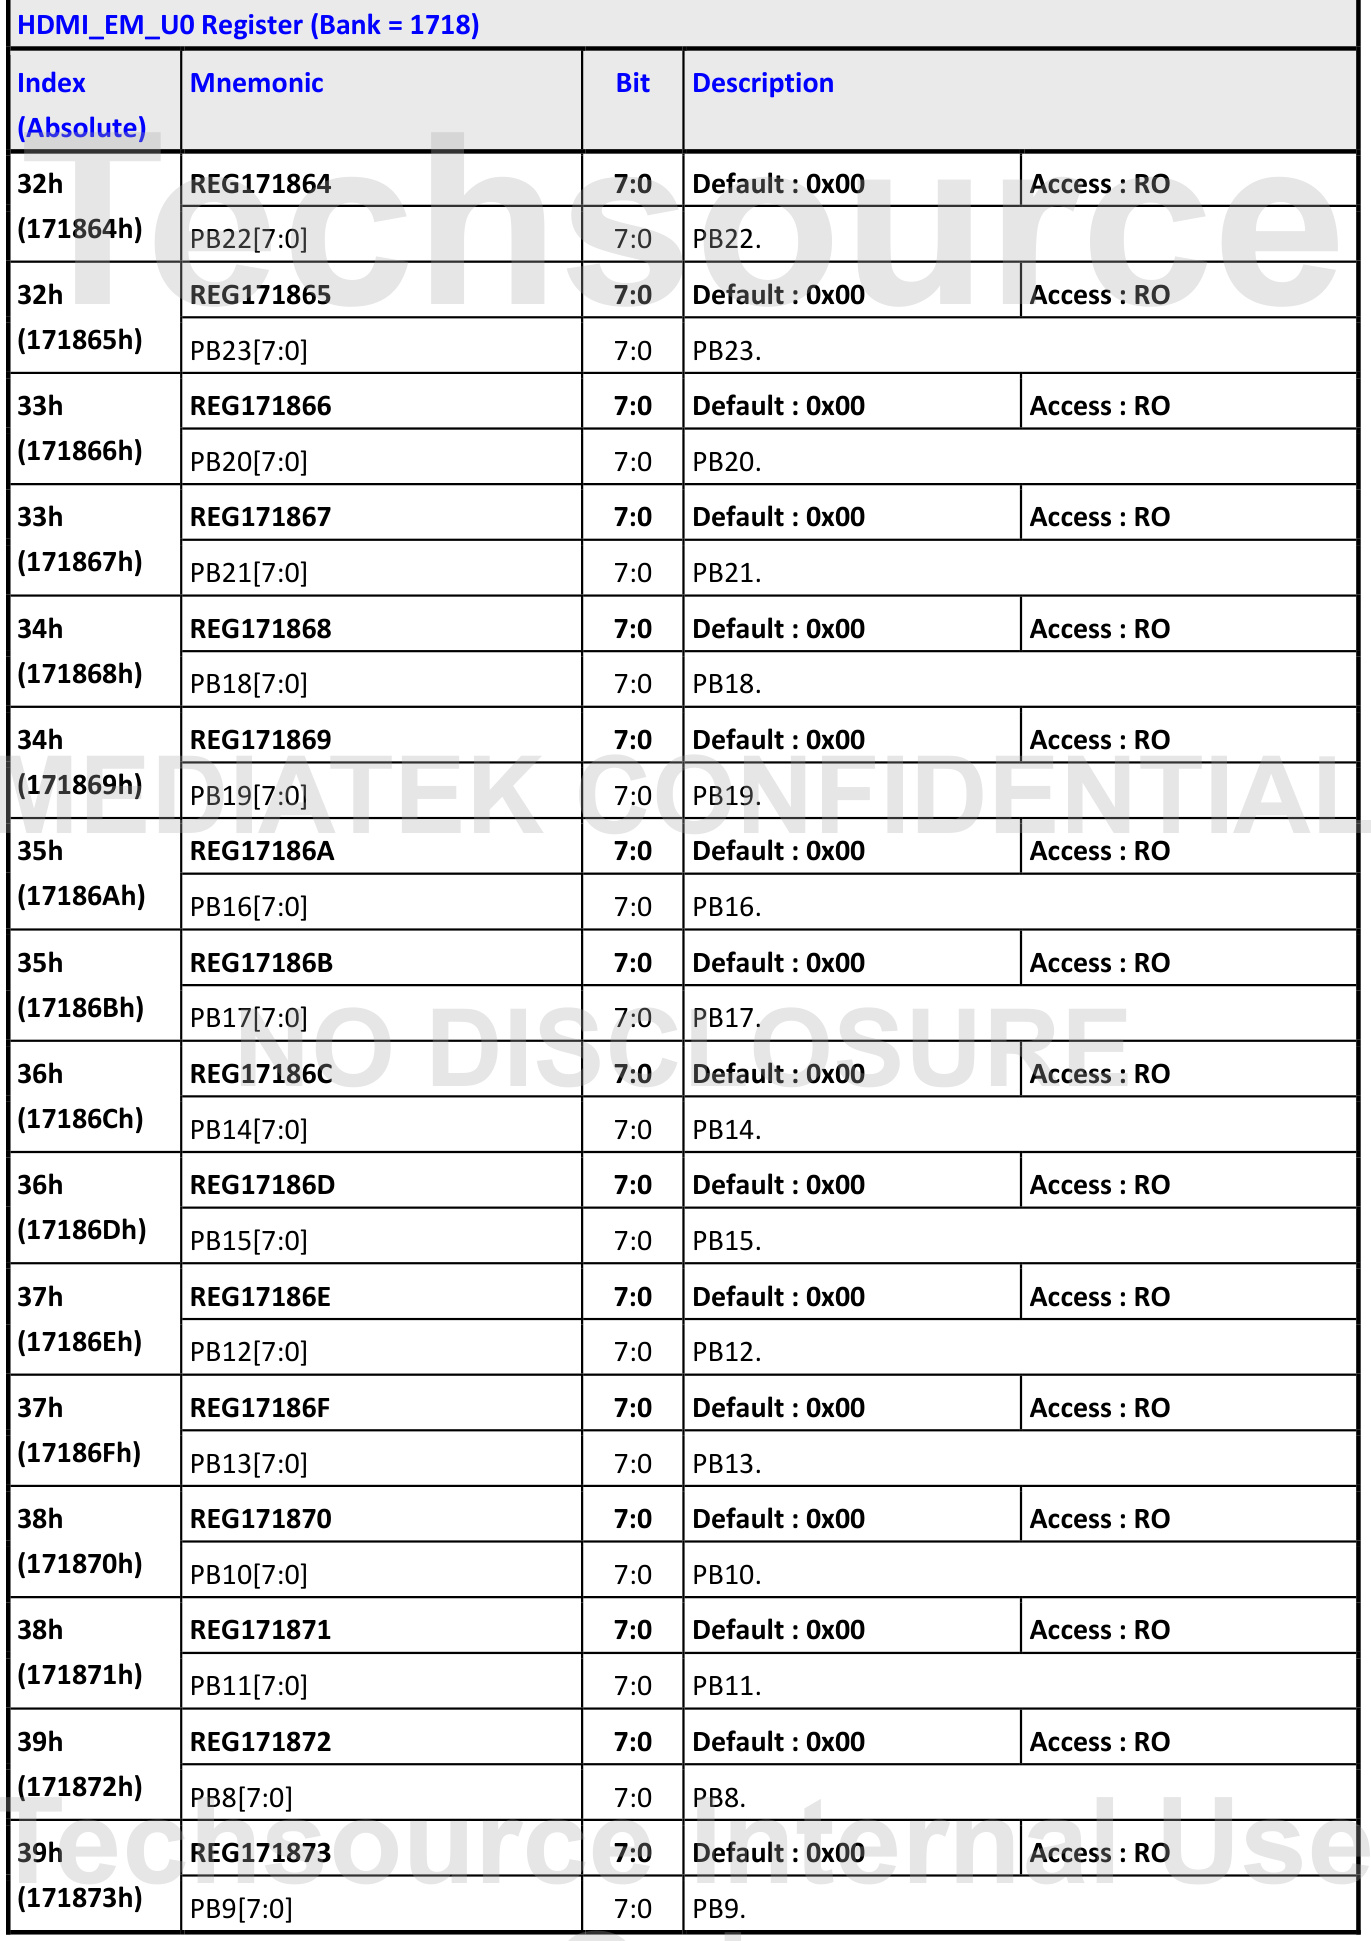 HDMI_EM_U0 Register (Bank = 1718)
Index (Absolute) Mnemonic Bit Description
32h (171864h) REG171864 7:0 Default : 0x00 Access : RO
PB22[7:0] 7:0 PB22.
32h (171865h) REG171865 7:0 Default : 0x00 Access : RO
PB23[7:0] 7:0 PB23.
33h (171866h) REG171866 7:0 Default : 0x00 Access : RO
PB20[7:0] 7:0 PB20.
33h (171867h) REG171867 7:0 Default : 0x00 Access : RO
PB21[7:0] 7:0 PB21.
34h (171868h) REG171868 7:0 Default : 0x00 Access : RO
PB18[7:0] 7:0 PB18.
34h (171869h) REG171869 7:0 Default : 0x00 Access : RO
PB19[7:0] 7:0 PB19.
35h (17186Ah) REG17186A 7:0 Default : 0x00 Access : RO
PB16[7:0] 7:0 PB16.
35h (17186Bh) REG17186B 7:0 Default : 0x00 Access : RO
PB17[7:0] 7:0 PB17.
36h (17186Ch) REG17186C 7:0 Default : 0x00 Access : RO
PB14[7:0] 7:0 PB14.
36h (17186Dh) REG17186D 7:0 Default : 0x00 Access : RO
PB15[7:0] 7:0 PB15.
37h (17186Eh) REG17186E 7:0 Default : 0x00 Access : RO
PB12[7:0] 7:0 PB12.
37h (17186Fh) REG17186F 7:0 Default : 0x00 Access : RO
PB13[7:0] 7:0 PB13.
38h (171870h) REG171870 7:0 Default : 0x00 Access : RO
PB10[7:0] 7:0 PB10.
38h (171871h) REG171871 7:0 Default : 0x00 Access : RO
PB11[7:0] 7:0 PB11.
39h (171872h) REG171872 7:0 Default : 0x00 Access : RO
PB8[7:0] 7:0 PB8.
39h (171873h) REG171873 7:0 Default : 0x00 Access : RO
PB9[7:0] 7:0 PB9.
Techsource
MEDIATEK CONFIDENTIAL
NO DISCLOSURE
Techsource Internal Use